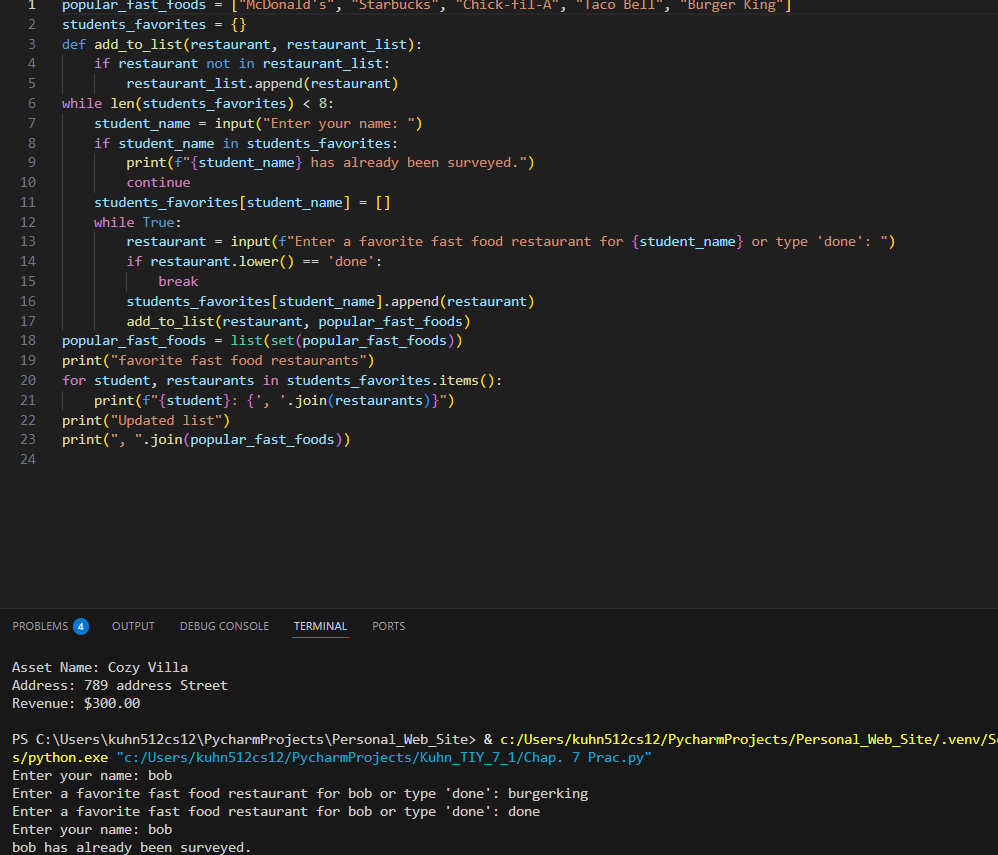 1 popular_fast_foods = ["McDonald's", "Starbucks", "Chick-fil-A", "Taco Bell", "Burger King"]
2 students_favorites = {}
3 def add_to_list(restaurant, restaurant_list):
4     if restaurant not in restaurant_list:
5         restaurant_list.append(restaurant)
6 while len(students_favorites) < 8:
7     student_name = input("Enter your name: ")
8     if student_name in students_favorites:
9         print(f"{student_name} has already been surveyed.")
10         continue
11     students_favorites[student_name] = []
12     while True:
13         restaurant = input(f"Enter a favorite fast food restaurant for {student_name} or type 'done': ")
14         if restaurant.lower() == 'done':
15             break
16         students_favorites[student_name].append(restaurant)
17         add_to_list(restaurant, popular_fast_foods)
18 popular_fast_foods = list(set(popular_fast_foods))
19 print("favorite fast food restaurants")
20 for student, restaurants in students_favorites.items():
21     print(f"{student}: {', '.join(restaurants)}")
22 print("Updated list")
23 print(", ".join(popular_fast_foods))
24
PROBLEMS 4 OUTPUT DEBUG CONSOLE TERMINAL PORTS
Asset Name: Cozy Villa
Address: 789 address Street
Revenue: $300.00
PS C:\Users\kuhn512cs12\PycharmProjects\Personal_Web_Site> & c:/Users/kuhn512cs12/PycharmProjects/Personal_Web_Site/.venv/Sc
s/python.exe "c:/Users/kuhn512cs12/PycharmProjects/Kuhn_TIY_7_1/Chap. 7 Prac.py"
Enter your name: bob
Enter a favorite fast food restaurant for bob or type 'done': burgerking
Enter a favorite fast food restaurant for bob or type 'done': done
Enter your name: bob
bob has already been surveyed.